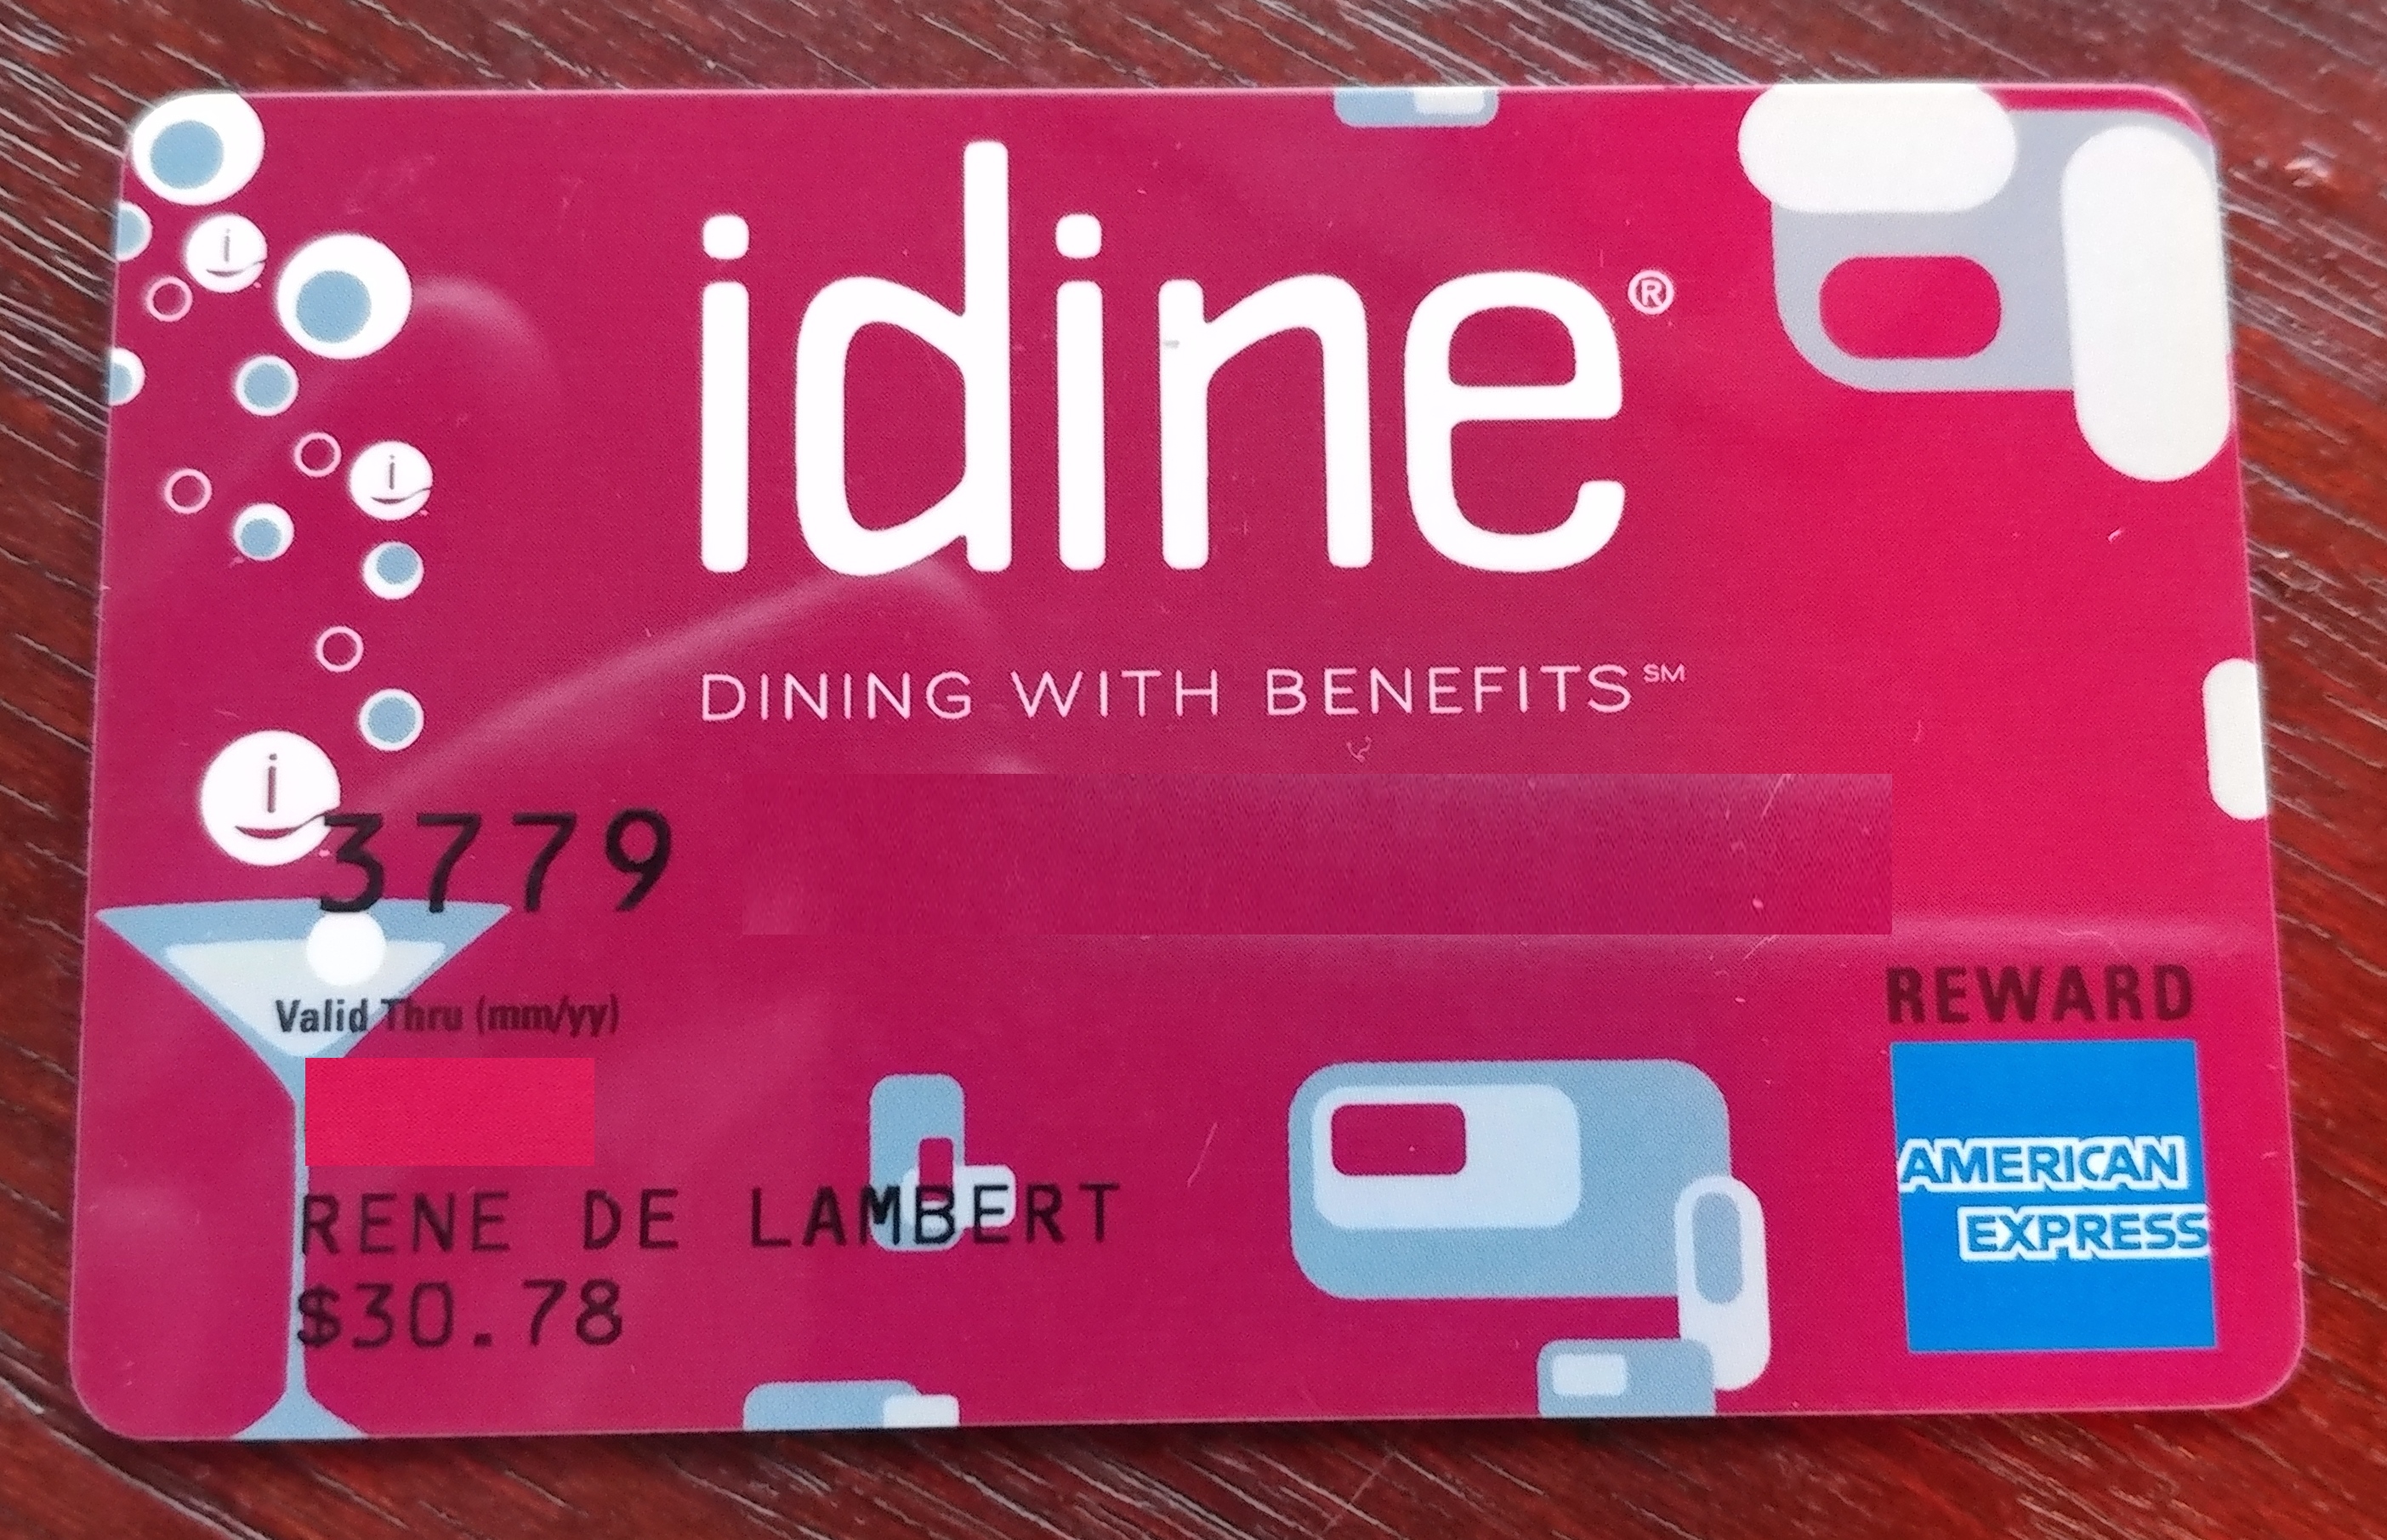 idine®
DINING WITH BENEFITS℠
i
i
i
3779
Valid Thru (mm/yy)
REWARD
AMERICAN
EXPRESS
RENE DE LAMBERT
$30.78